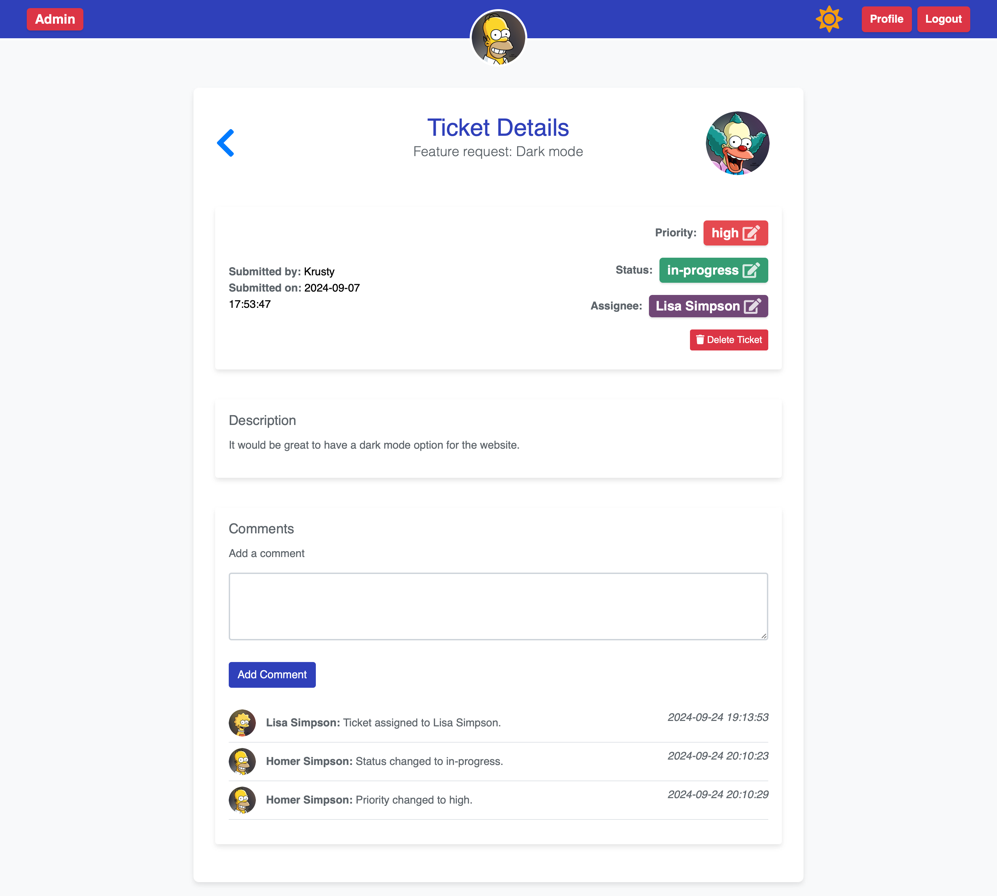 Admin
Profile
Logout
Ticket Details
Feature request: Dark mode
Submitted by: Krusty
Submitted on: 2024-09-07
17:53:47
Priority: high
Status: in-progress
Assignee: Lisa Simpson
Delete Ticket
Description
It would be great to have a dark mode option for the website.
Comments
Add a comment
Add Comment
Lisa Simpson: Ticket assigned to Lisa Simpson. 2024-09-24 19:13:53
Homer Simpson: Status changed to in-progress. 2024-09-24 20:10:23
Homer Simpson: Priority changed to high. 2024-09-24 20:10:29